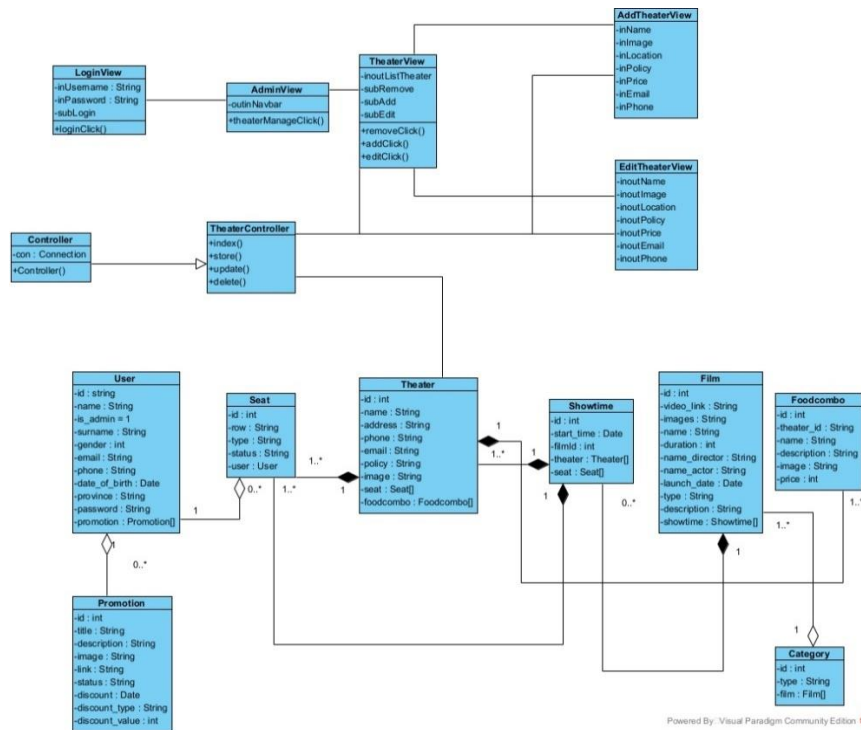 LoginView
-inUsername : String
-inPassword : String
-subLogin
+loginClick()
AdminView
-outinNavbar
+theaterManageClick()
TheaterView
-inoutListTheater
-subRemove
-subAdd
-subEdit
+removeClick()
+addClick()
+editClick()
AddTheaterView
-inName
-inImage
-inLocation
-inPolicy
-inPrice
-inEmail
-inPhone
EditTheaterView
-inoutName
-inoutImage
-inoutLocation
-inoutPolicy
-inoutPrice
-inoutEmail
-inoutPhone
Controller
-con : Connection
+Controller()
TheaterController
+index()
+store()
+update()
+delete()
User
-id : string
-name : String
-is_admin = 1
-surname : String
-gender : int
-email : String
-phone : String
-date_of_birth : Date
-province : String
-password : String
-promotion : Promotion[]
1
1
0..*
Promotion
-id : int
-title : String
-description : String
-image : String
-link : String
-status : String
-discount : Date
-discount_type : String
-discount_value : int
Seat
-id : int
-row : String
-type : String
-status : String
-user : User
0..*
1..*
1..*
1
Theater
-id : int
-name : String
-address : String
-phone : String
-email : String
-policy : String
-image : String
-seat : Seat[]
-foodcombo : Foodcombo[]
1
1..*
1
Showtime
-id : int
-start_time : Date
-filmId : int
-theater : Theater[]
-seat : Seat[]
1
0..*
Film
-id : int
-video_link : String
-images : String
-name : String
-duration : int
-name_director : String
-name_actor : String
-launch_date : Date
-type : String
-description : String
-showtime : Showtime[]
1
1..*
Foodcombo
-id : int
-theater_id : String
-name : String
-description : String
-image : String
-price : int
1..*
1
Category
-id : int
-type : String
-film : Film[]
Powered By: Visual Paradigm Community Edition